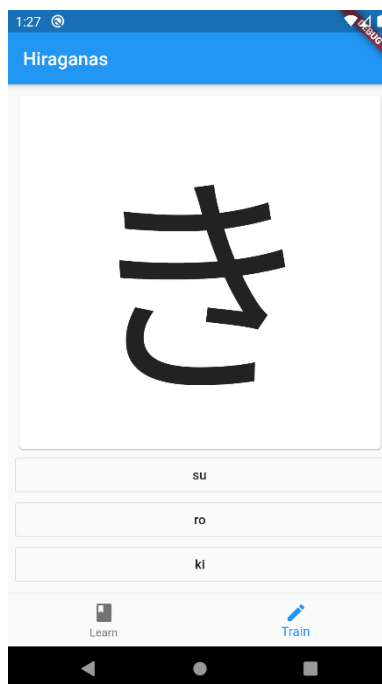 1:27
DEBUG
Hiraganas
き
su
ro
ki
Learn
Train